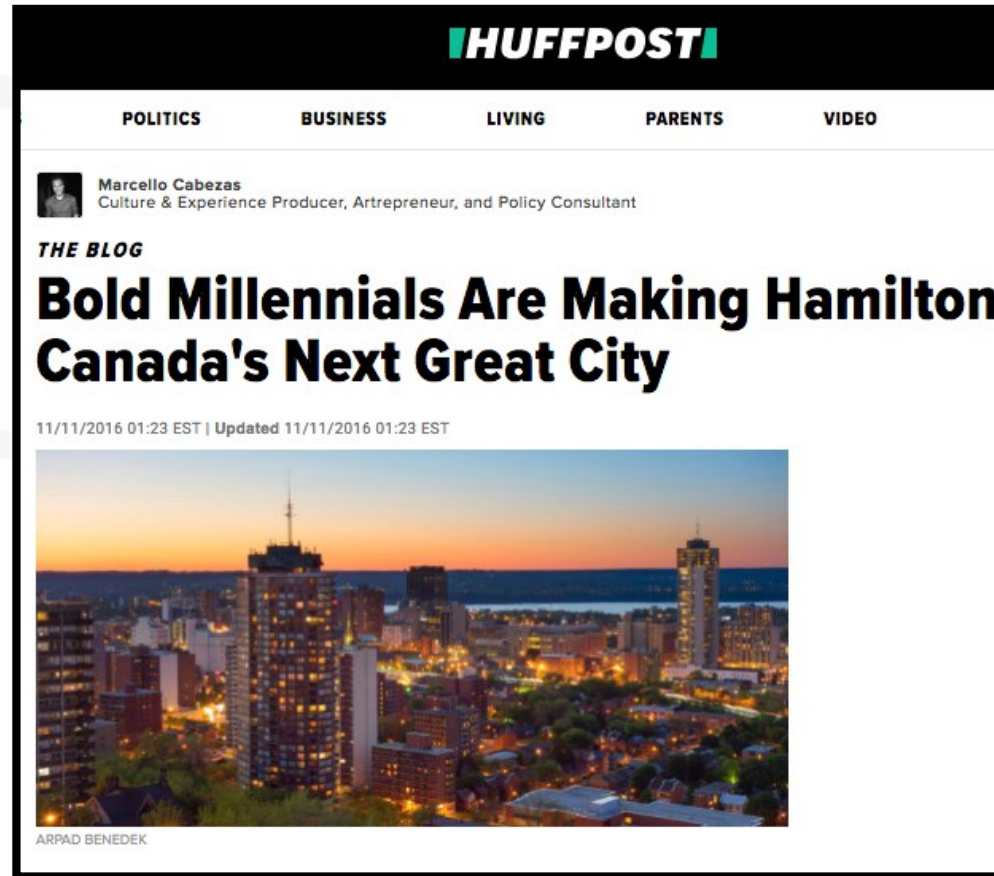 HUFFPOST
POLITICS BUSINESS LIVING PARENTS VIDEO
Marcello Cabezas
Culture & Experience Producer, Artrepreneur, and Policy Consultant
THE BLOG
Bold Millennials Are Making Hamilton
Canada's Next Great City
11/11/2016 01:23 EST | Updated 11/11/2016 01:23 EST
ARPAD BENEDEK